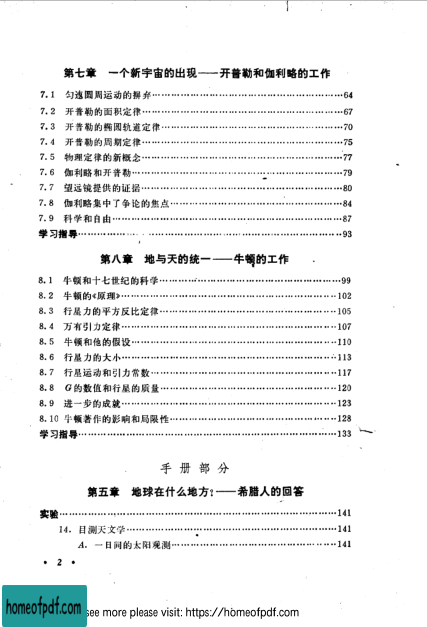 第七章 一个新宇宙的出现——开普勒和伽利略的工作
7.1 匀速圆周运动的摒弃……64
7.2 开普勒的面积定律……67
7.3 开普勒的椭圆轨道定律……70
7.4 开普勒的周期定律……75
7.5 物理定律的新概念……77
7.6 伽利略和开普勒……79
7.7 望远镜提供的证据……80
7.8 伽利略集中了争论的焦点……84
7.9 科学和自由……87
学习指导……93
第八章 地与天的统一——牛顿的工作
8.1 牛顿和十七世纪的科学……99
8.2 牛顿的《原理》……102
8.3 行星力的平方反比定律……105
8.4 万有引力定律……107
8.5 牛顿和他的假设……110
8.6 行星力的大小……113
8.7 行星运动和引力常数……117
8.8 G的数值和行星的质量……120
8.9 进一步的成就……123
8.10 牛顿著作的影响和局限性……128
学习指导……133
手册部分
第五章 地球在什么地方?——希腊人的回答
实验……141
14. 目测天文学……141
A. 一日间的太阳观测……141
• 2 •
homeofpdf.com
see more please visit: https://homeofpdf.com